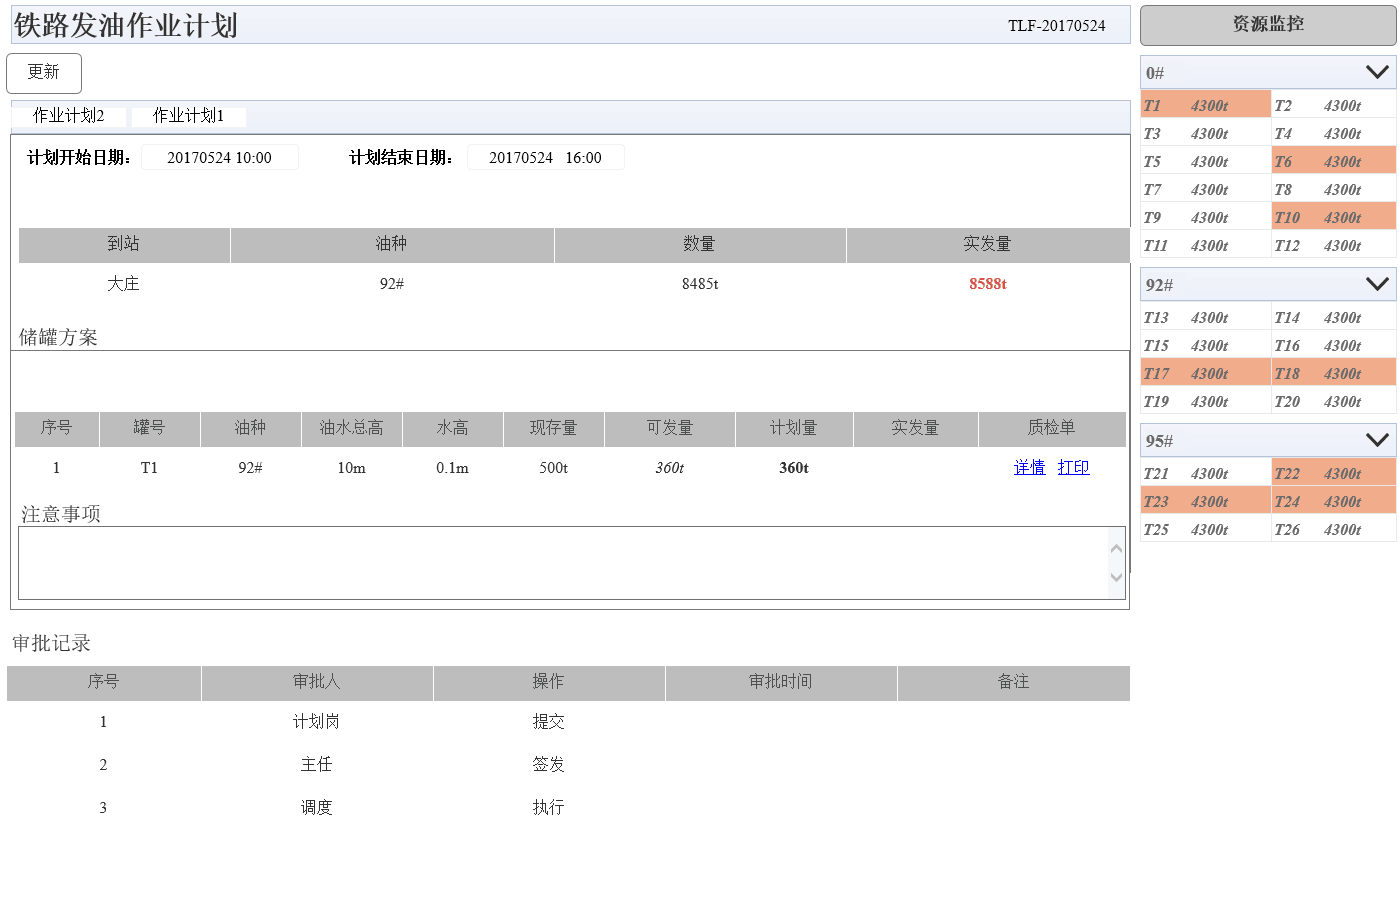 铁路发油作业计划 TLF-20170524
更新
作业计划2 作业计划1
计划开始日期： 20170524 10:00 计划结束日期： 20170524 16:00
到站 油种 数量 实发量
大庄 92# 8485t 8588t
储罐方案
序号 罐号 油种 油水总高 水高 现存量 可发量 计划量 实发量 质检单
1 T1 92# 10m 0.1m 500t 360t 360t 详情 打印
注意事项
审批记录
序号 审批人 操作 审批时间 备注
1 计划岗 提交
2 主任 签发
3 调度 执行
资源监控
0#
T1 4300t T2 4300t
T3 4300t T4 4300t
T5 4300t T6 4300t
T7 4300t T8 4300t
T9 4300t T10 4300t
T11 4300t T12 4300t
92#
T13 4300t T14 4300t
T15 4300t T16 4300t
T17 4300t T18 4300t
T19 4300t T20 4300t
95#
T21 4300t T22 4300t
T23 4300t T24 4300t
T25 4300t T26 4300t